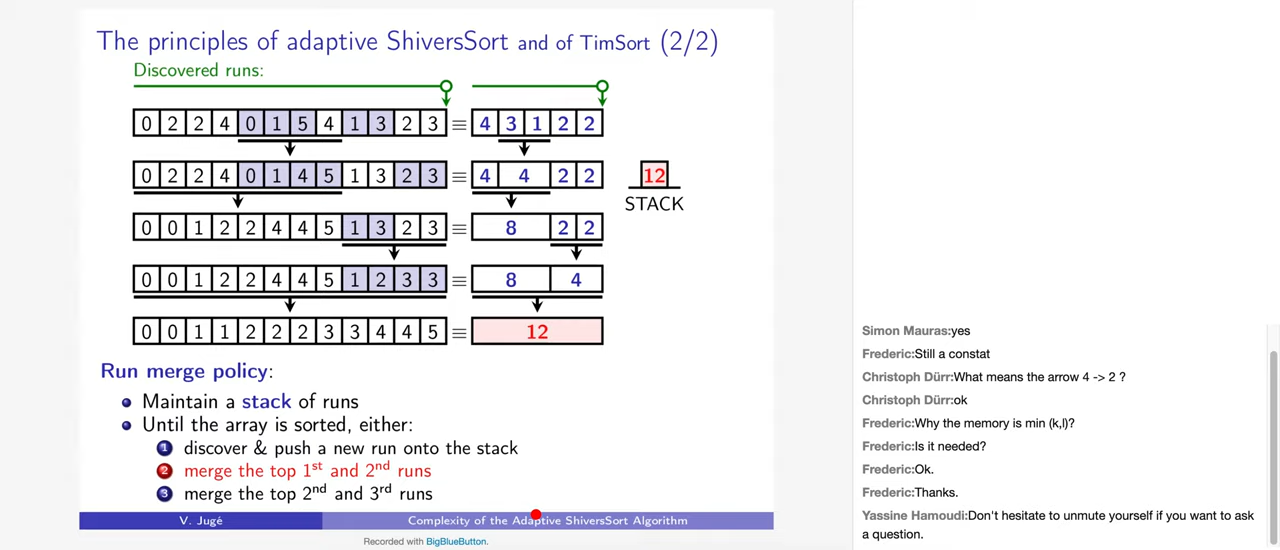 The principles of adaptive ShiversSort and of TimSort (2/2)
Discovered runs:
0 2 2 4 0 1 5 4 1 3 2 3 ≡ 4 3 1 2 2
0 2 2 4 0 1 4 5 1 3 2 3 ≡ 4 4 2 2 12
STACK
0 0 1 2 2 4 4 5 1 3 2 3 ≡ 8 2 2
0 0 1 2 2 4 4 5 1 2 3 3 ≡ 8 4
0 0 1 1 2 2 2 3 3 4 4 5 ≡ 12
Run merge policy:
Maintain a stack of runs
Until the array is sorted, either:
1 discover & push a new run onto the stack
2 merge the top 1st and 2nd runs
3 merge the top 2nd and 3rd runs
V. Jugé Complexity of the Adaptive ShiversSort Algorithm
Recorded with BigBlueButton.
Simon Mauras:yes
Frederic:Still a constat
Christoph Dürr:What means the arrow 4 -> 2 ?
Christoph Dürr:ok
Frederic:Why the memory is min (k,l)?
Frederic:Is it needed?
Frederic:Ok.
Frederic:Thanks.
Yassine Hamoudi:Don't hesitate to unmute yourself if you want to ask
a question.